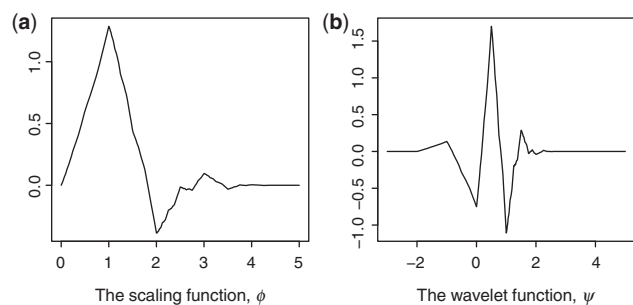 (a)
1.0
0.5
0.0
0 1 2 3 4 5
The scaling function, ϕ
(b)
1.5
1.0
0.5
0.0
−0.5
−1.0
−2 0 2 4
The wavelet function, ψ